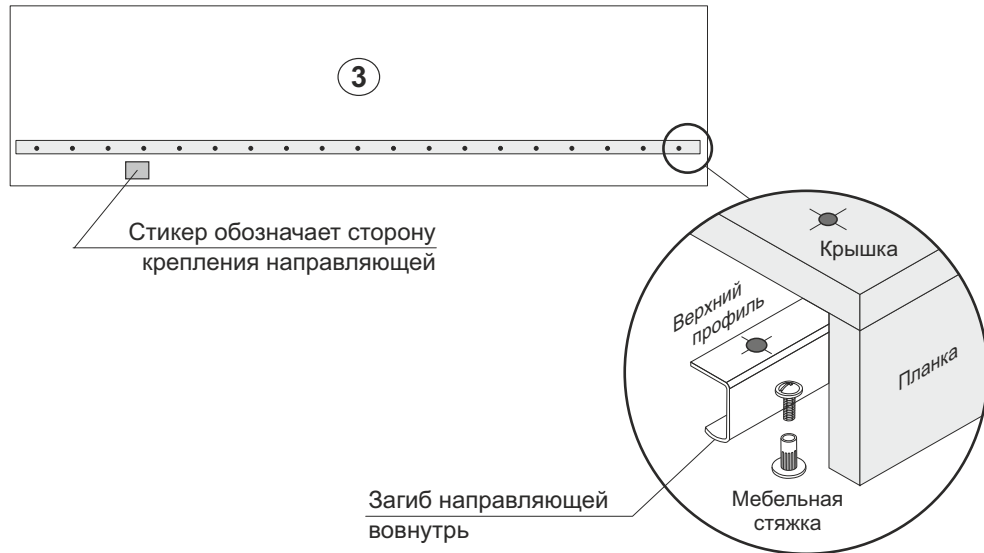 3
Стикер обозначает сторону
крепления направляющей
Крышка
Верхний
профиль
Планка
Загиб направляющей
вовнутрь
Мебельная
стяжка